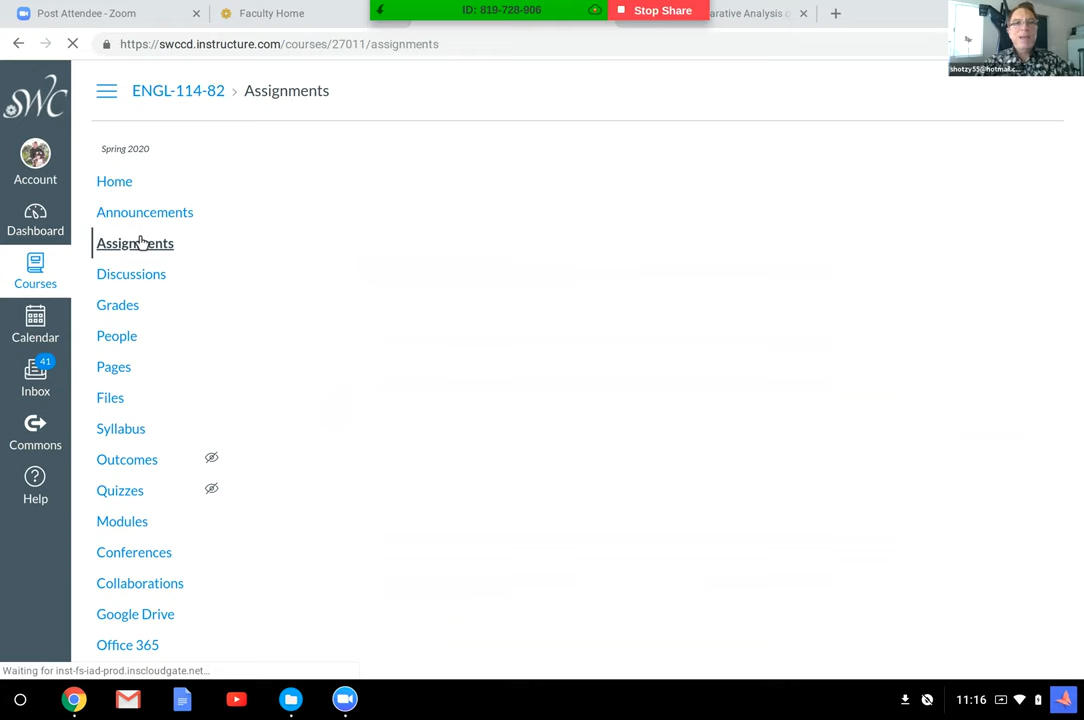 Post Attendee - Zoom
Faculty Home
ID: 819-728-906
Stop Share
arative Analysis o
https://swccd.instructure.com/courses/27011/assignments
SWC
ENGL-114-82 › Assignments
Account
Dashboard
Courses
Calendar
41
Inbox
Commons
Help
Spring 2020
Home
Announcements
Assignments
Discussions
Grades
People
Pages
Files
Syllabus
Outcomes
Quizzes
Modules
Conferences
Collaborations
Google Drive
Office 365
Waiting for inst-fs-iad-prod.inscloudgate.net...
shotzy55@hotmail.c...
11:16